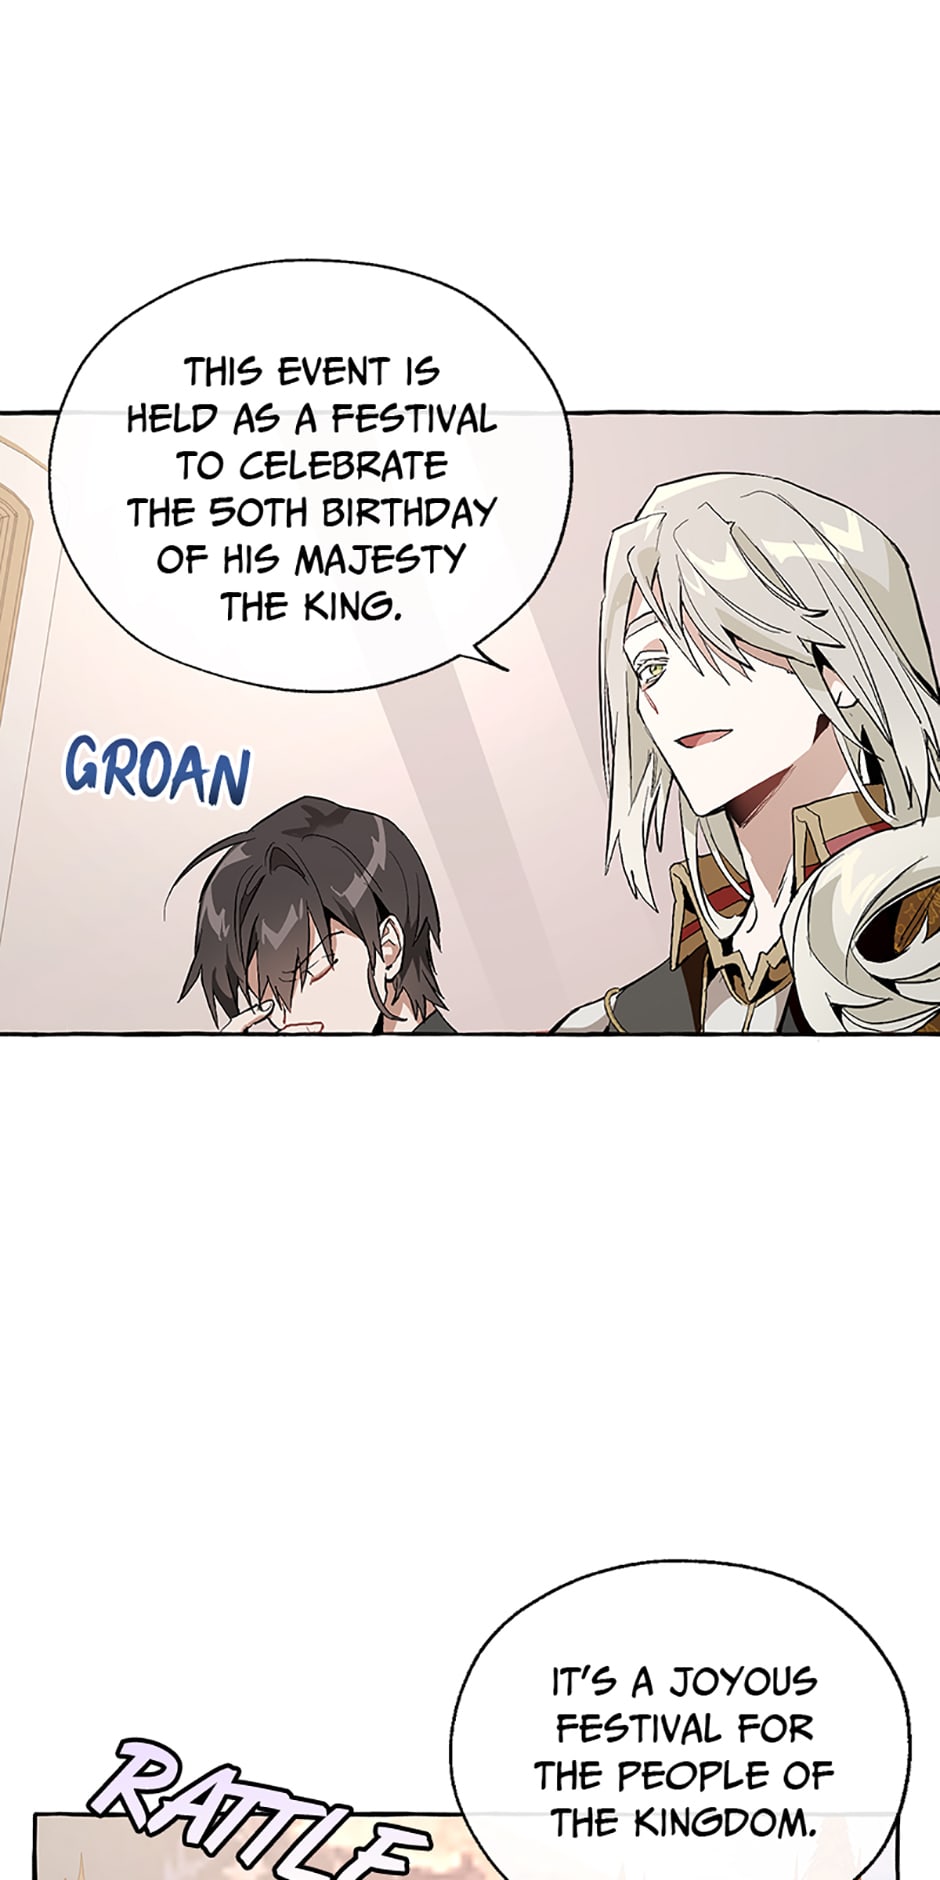 THIS EVENT IS
HELD AS A FESTIVAL
TO CELEBRATE
THE 50TH BIRTHDAY
OF HIS MAJESTY
THE KING.
GROAN
IT'S A JOYOUS
FESTIVAL FOR
THE PEOPLE OF
THE KINGDOM.
RATTLE